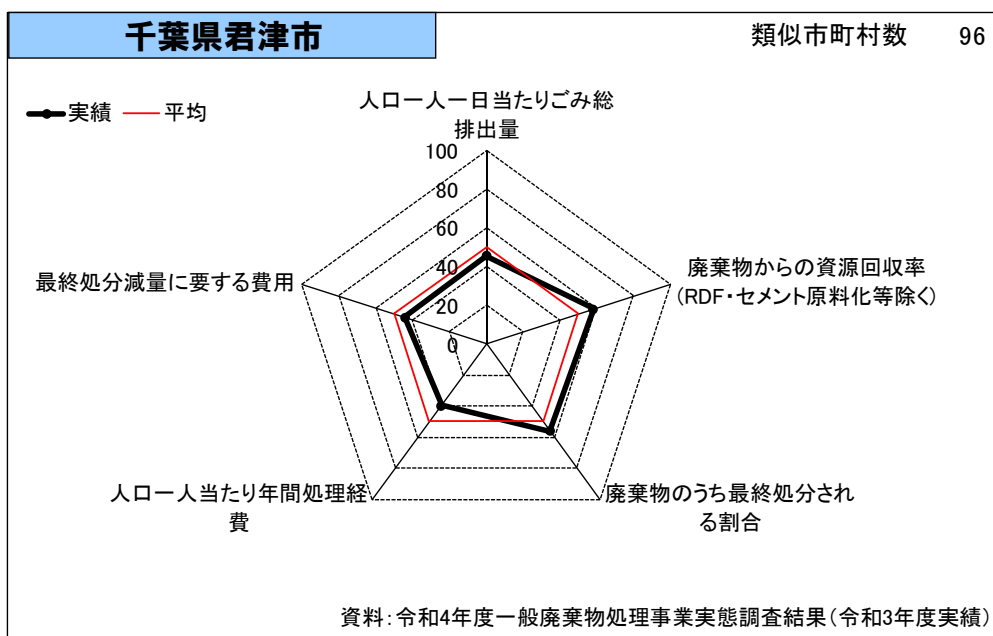 千葉県君津市
類似市町村数 96
実績
平均
人口一人一日当たりごみ総
排出量
100
80
60
40
20
0
廃棄物からの資源回収率
(RDF・セメント原料化等除く)
廃棄物のうち最終処分され
る割合
人口一人当たり年間処理経
費
最終処分減量に要する費用
資料:令和4年度一般廃棄物処理事業実態調査結果(令和3年度実績)